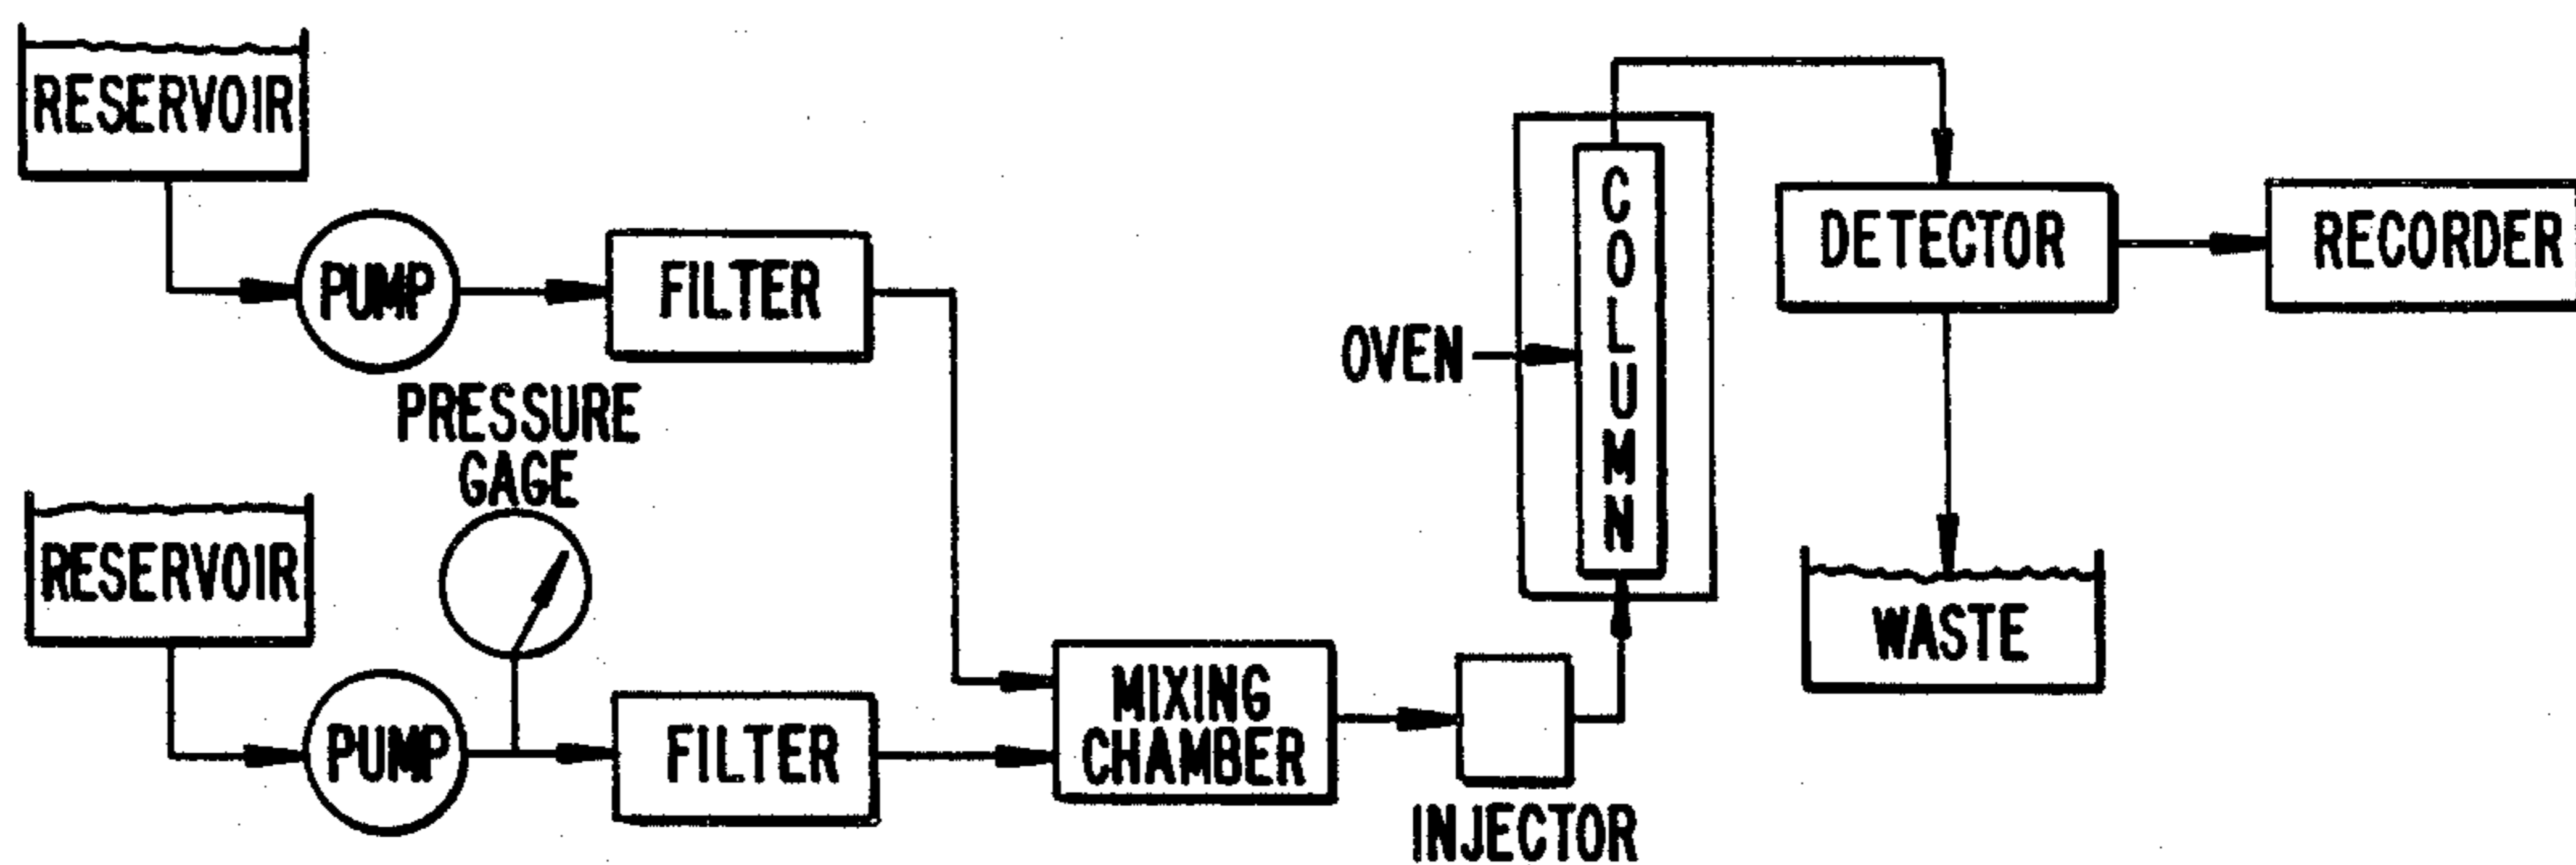 RESERVOIR
PUMP
FILTER
PRESSURE
GAGE
RESERVOIR
PUMP
FILTER
MIXING
CHAMBER
INJECTOR
OVEN
COLUMN
DETECTOR
RECORDER
WASTE